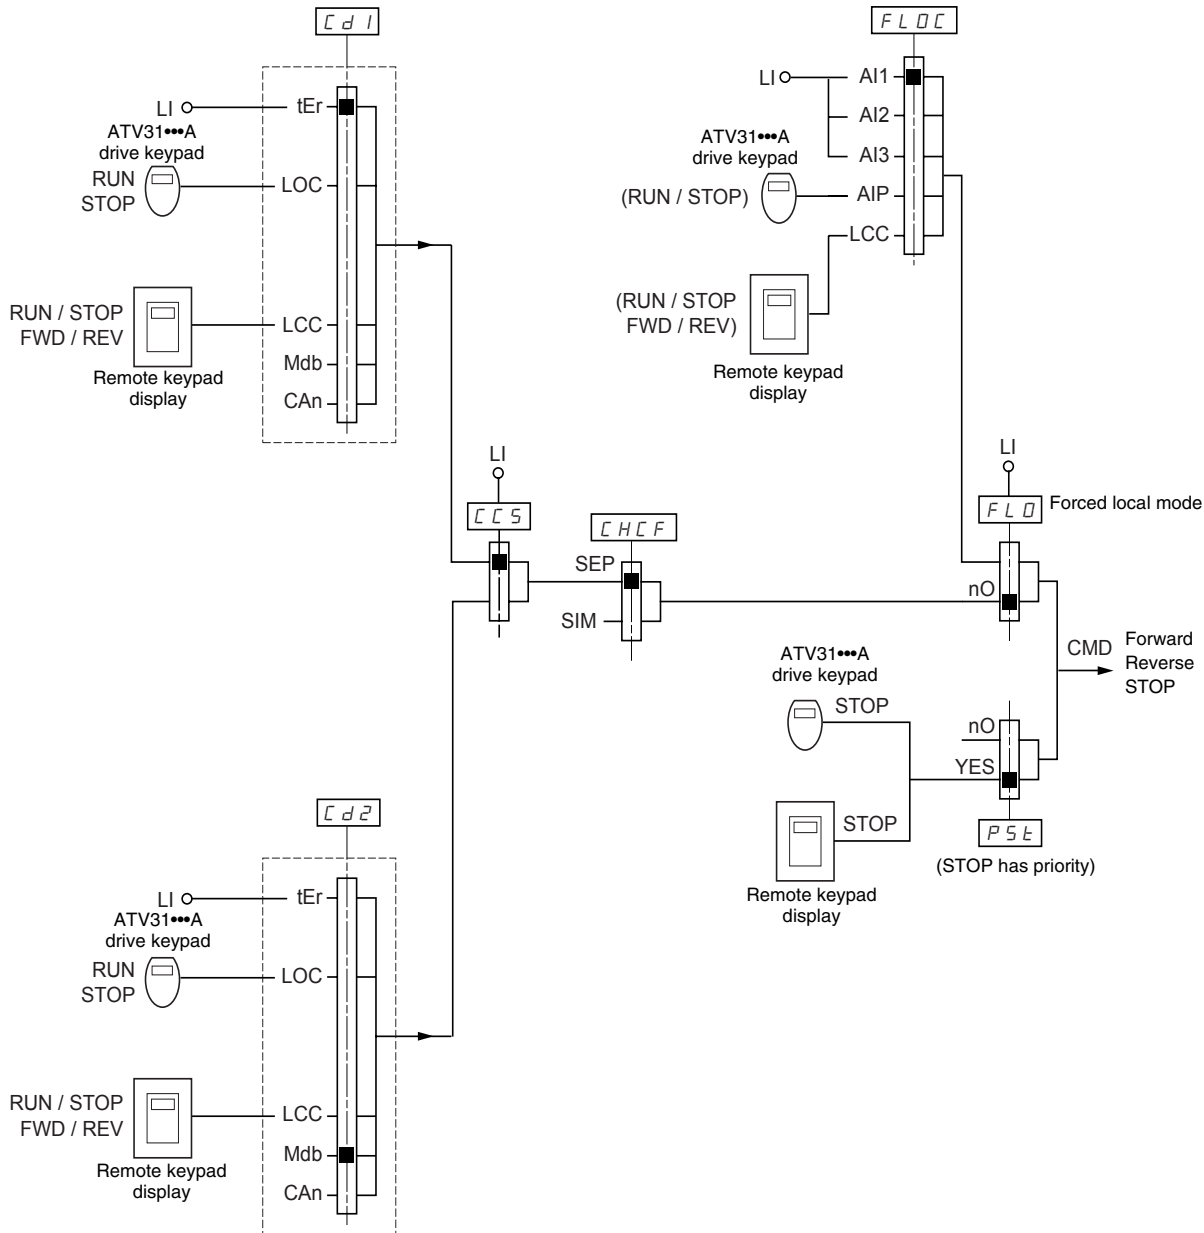 Cd1
LI
tEr
ATV31•••A
drive keypad
RUN
STOP
LOC
RUN / STOP
FWD / REV
LCC
Mdb
Remote keypad
display
CAn
FLOC
LI
AI1
AI2
ATV31•••A
drive keypad
AI3
(RUN / STOP)
AIP
LCC
(RUN / STOP
FWD / REV)
Remote keypad
display
LI
CCS
CHCF
SEP
SIM
LI
FLO
Forced local mode
nO
CMD
Forward
Reverse
STOP
ATV31•••A
drive keypad
STOP
nO
YES
STOP
PSt
(STOP has priority)
Remote keypad
display
Cd2
LI
tEr
ATV31•••A
drive keypad
RUN
STOP
LOC
RUN / STOP
FWD / REV
LCC
Mdb
Remote keypad
display
CAn